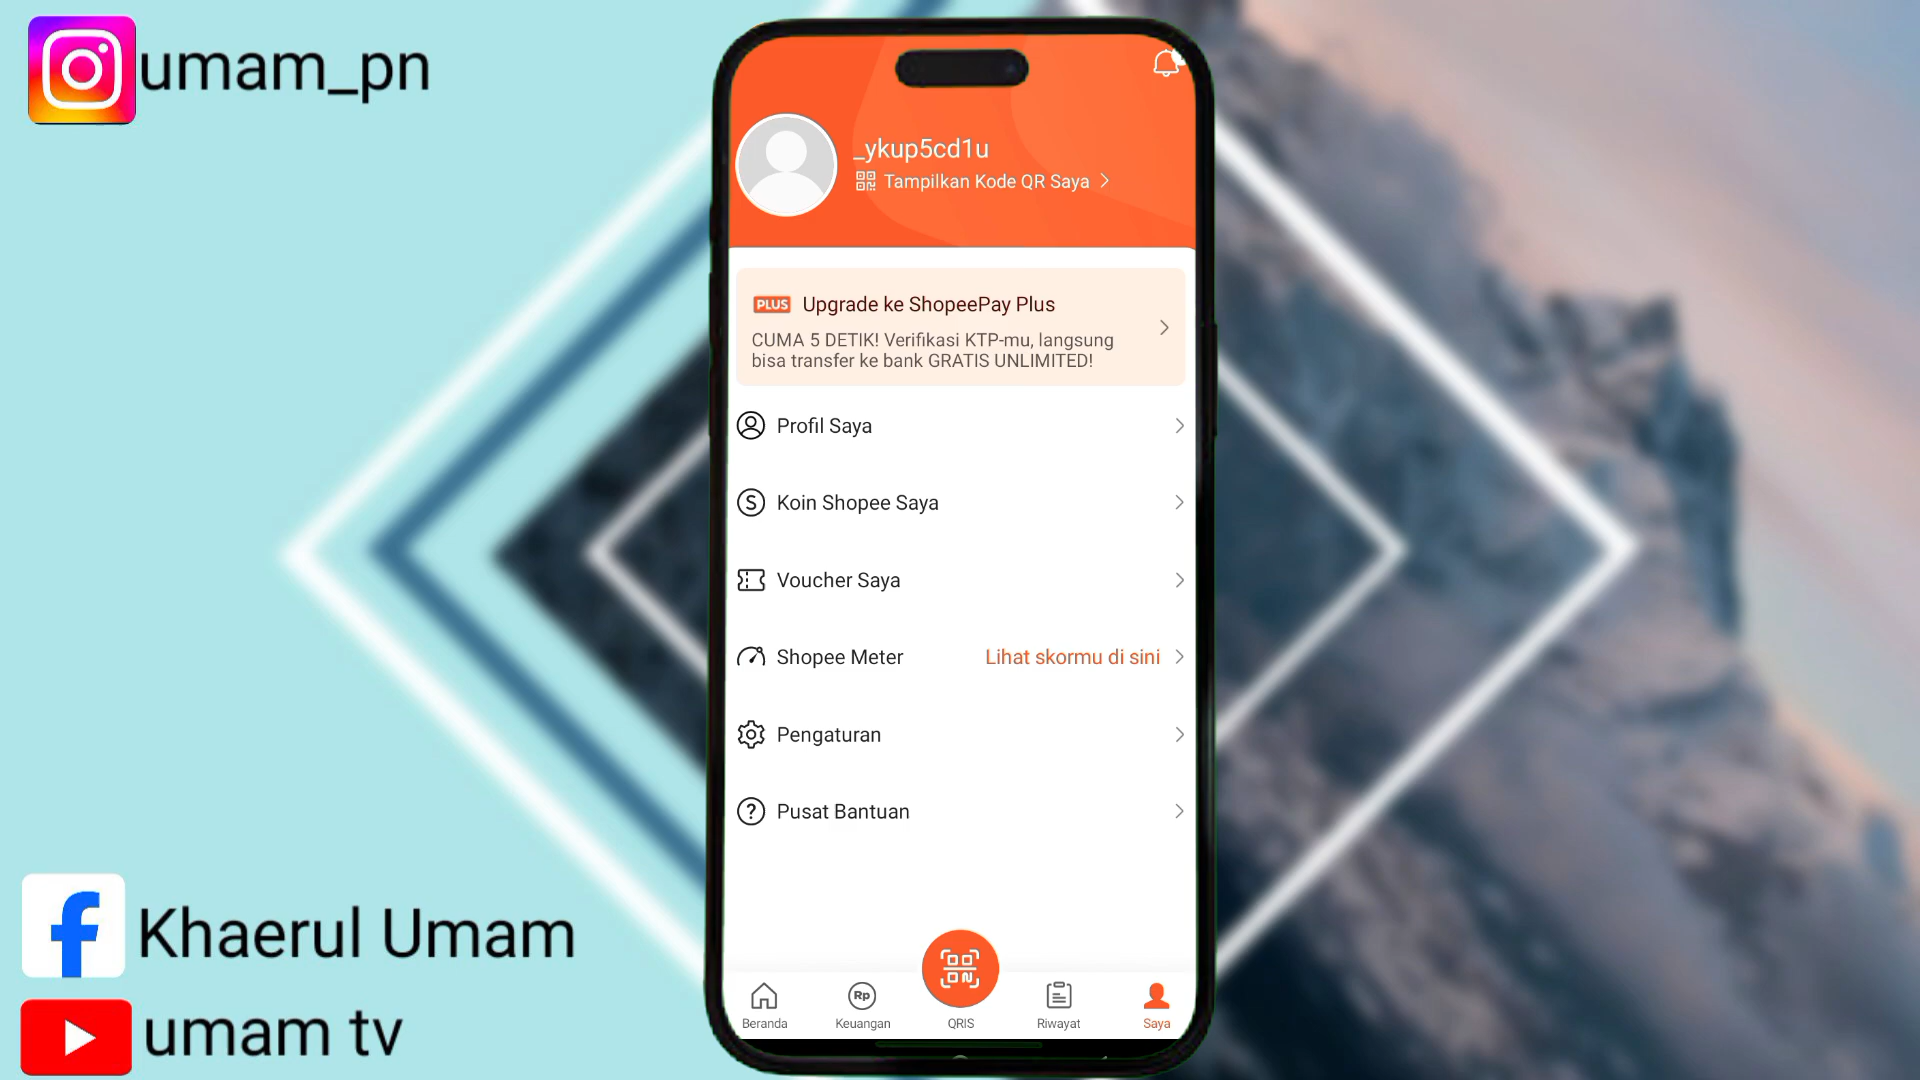 umam_pn
_ykup5cd1u
Tampilkan Kode QR Saya
PLUS Upgrade ke ShopeePay Plus
CUMA 5 DETIK! Verifikasi KTP-mu, langsung
bisa transfer ke bank GRATIS UNLIMITED!
Profil Saya
Koin Shopee Saya
Voucher Saya
Shopee Meter Lihat skormu di sini
Pengaturan
Pusat Bantuan
Rp
Beranda Keuangan QRIS Riwayat Saya
Khaerul Umam
umam tv